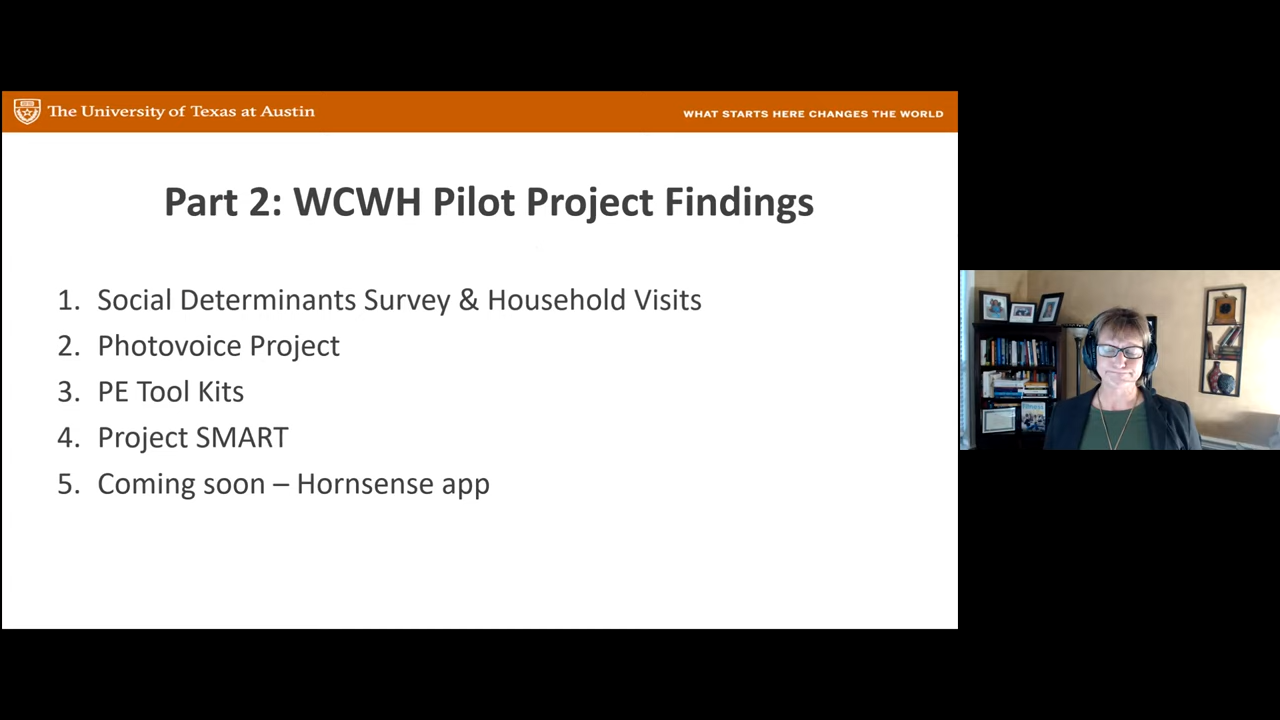 The University of Texas at Austin
WHAT STARTS HERE CHANGES THE WORLD
Part 2: WCWH Pilot Project Findings
1. Social Determinants Survey & Household Visits
2. Photovoice Project
3. PE Tool Kits
4. Project SMART
5. Coming soon – Hornsense app